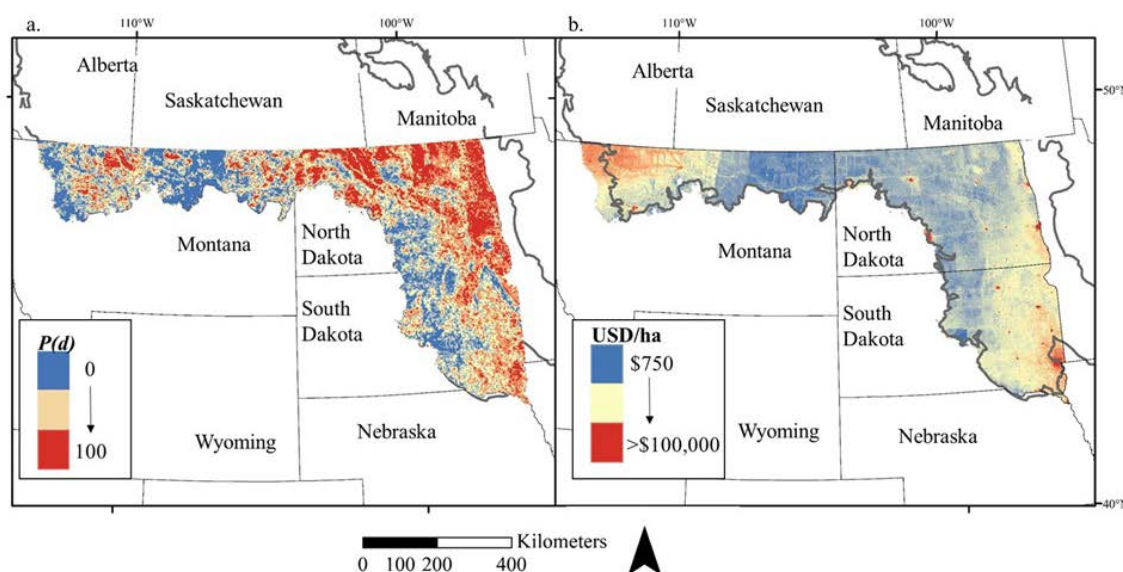 a.
110°W
100°W
Alberta
Saskatchewan
Manitoba
Montana
North
Dakota
South
Dakota
Wyoming
Nebraska
P(d)
0
100
b.
110°W
100°W
50°N
Alberta
Saskatchewan
Manitoba
Montana
North
Dakota
South
Dakota
Wyoming
Nebraska
USD/ha
$750
>$100,000
40°N
Kilometers
0 100 200 400